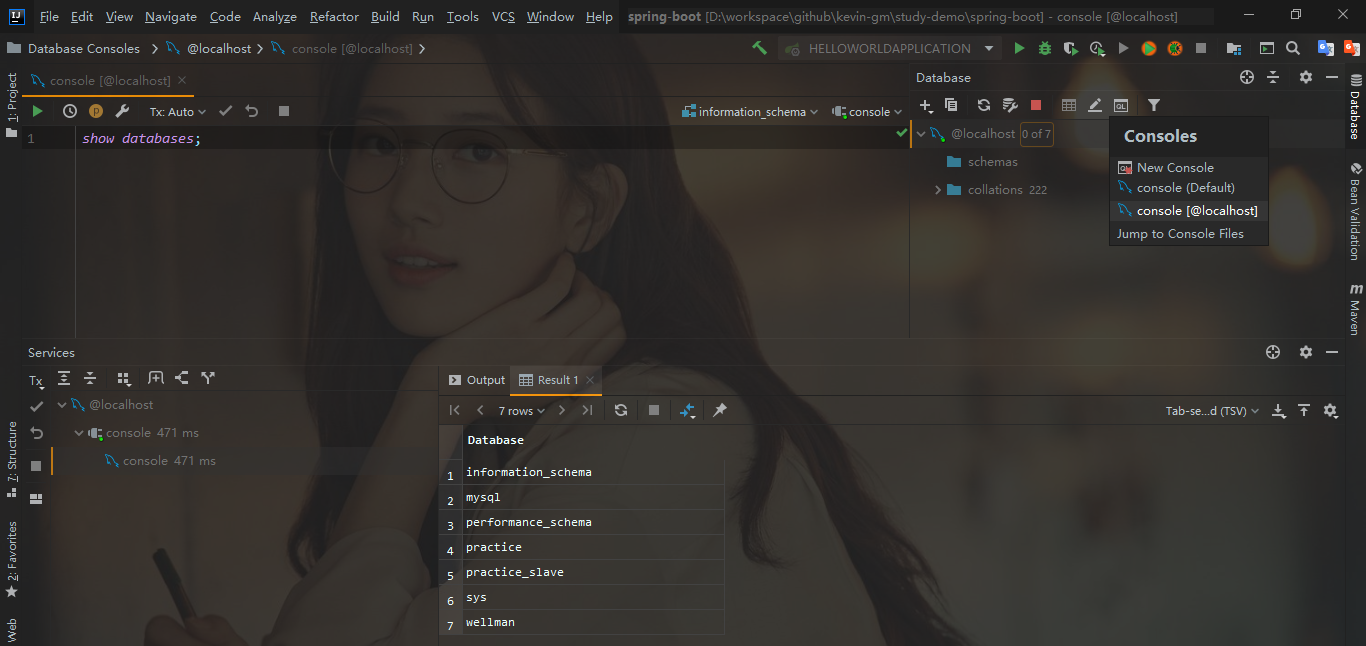 File Edit View Navigate Code Analyze Refactor Build Run Tools VCS Window Help spring-boot [D:\workspace\github\kevin-gm\study-demo\spring-boot] - console [@localhost]
Database Consoles @localhost console [@localhost] HELLOWORLDAPPLICATION
1: Project
console [@localhost]
Tx: Auto information_schema console
1 show databases;
Database
@localhost 0 of 7
schemas
collations 222
Consoles
New Console
console (Default)
console [@localhost]
Jump to Console Files
Database
Bean Validation
Maven
Services
Tx
@localhost
console 471 ms
console 471 ms
7: Structure
2: Favorites
Web
Output Result 1
7 rows Tab-se...d (TSV)
Database
1 information_schema
2 mysql
3 performance_schema
4 practice
5 practice_slave
6 sys
7 wellman